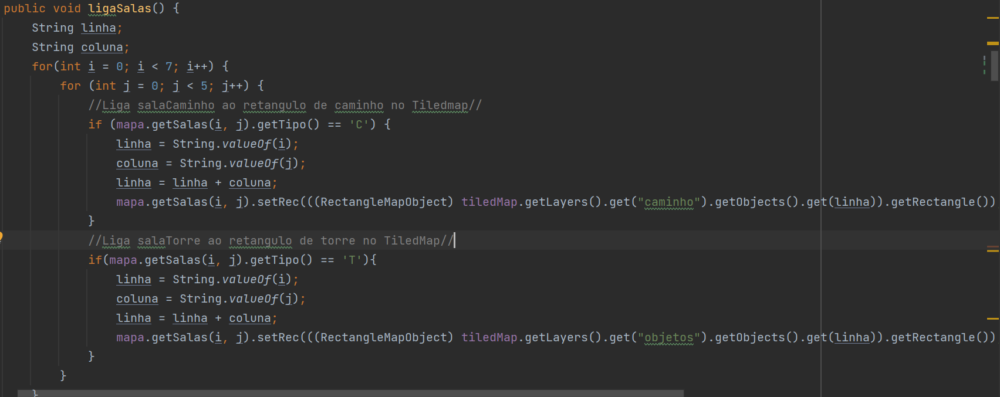 public void ligaSalas() {
String linha;
String coluna;
for(int i = 0; i < 7; i++) {
for (int j = 0; j < 5; j++) {
//Liga salaCaminho ao retangulo de caminho no Tiledmap//
if (mapa.getSalas(i, j).getTipo() == 'C') {
linha = String.valueOf(i);
coluna = String.valueOf(j);
linha = linha + coluna;
mapa.getSalas(i, j).setRec(((RectangleMapObject) tiledMap.getLayers().get("caminho").getObjects().get(linha)).getRectangle())
}
//Liga salaTorre ao retangulo de torre no TiledMap//
if(mapa.getSalas(i, j).getTipo() == 'T'){
linha = String.valueOf(i);
coluna = String.valueOf(j);
linha = linha + coluna;
mapa.getSalas(i, j).setRec(((RectangleMapObject) tiledMap.getLayers().get("objetos").getObjects().get(linha)).getRectangle())
}
}
}